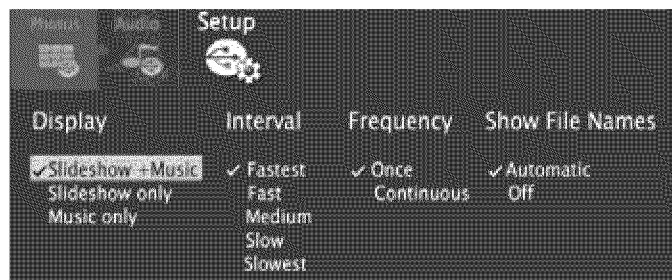 Photos Audio Setup
Display Interval Frequency Show File Names
✓Slideshow +Music ✓ Fastest ✓ Once ✓ Automatic
Slideshow only Fast Continuous Off
Music only Medium
Slow
Slowest